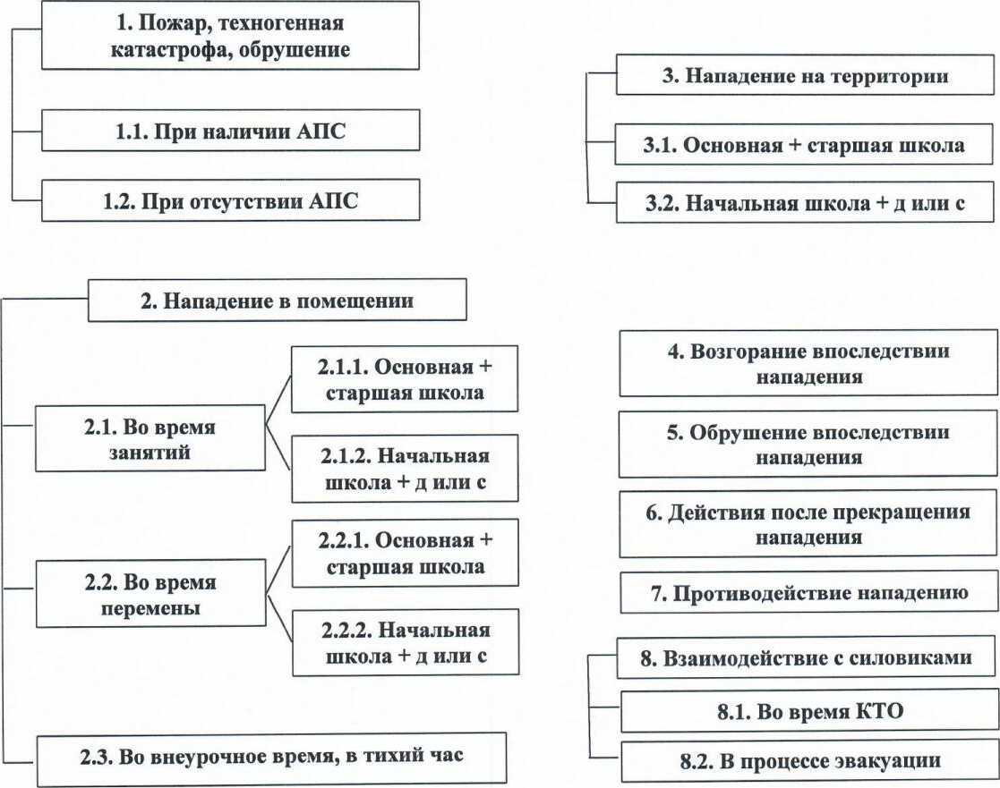 1. Пожар, техногенная
катастрофа, обрушение
1.1. При наличии АПС
1.2. При отсутствии АПС
2. Нападение в помещении
2.1. Во время
занятий
2.1.1. Основная +
старшая школа
2.1.2. Начальная
школа + д или с
2.2. Во время
перемены
2.2.1. Основная +
старшая школа
2.2.2. Начальная
школа + д или с
2.3. Во внеурочное время, в тихий час
3. Нападение на территории
3.1. Основная + старшая школа
3.2. Начальная школа + д или с
4. Возгорание впоследствии
нападения
5. Обрушение впоследствии
нападения
6. Действия после прекращения
нападения
7. Противодействие нападению
8. Взаимодействие с силовиками
8.1. Во время КТО
8.2. В процессе эвакуации